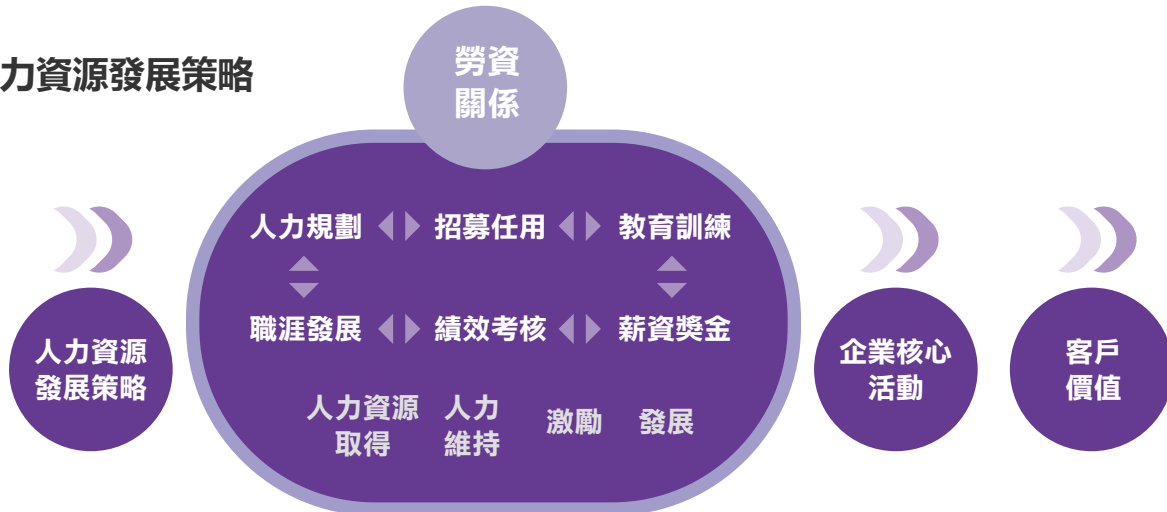 力資源發展策略
勞資
關係
人力規劃 招募任用 教育訓練
職涯發展 績效考核 薪資獎金
人力資源
取得
人力
維持
激勵
發展
人力資源
發展策略
企業核心
活動
客戶
價值